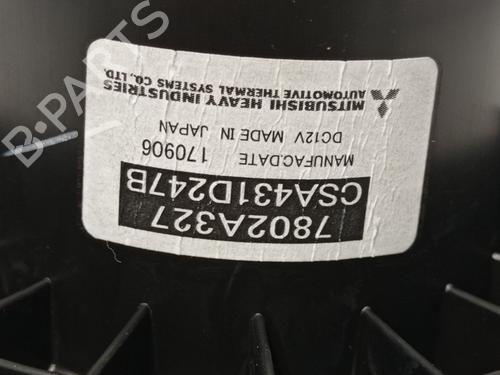 MITSUBISHI HEAVY INDUSTRIES
AUTOMOTIVE THERMAL SYSTEMS CO., LTD.
DC12V MADE IN JAPAN
MANUFAC.DATE 170906
CSA431D247B
7802A327
B-PARTS